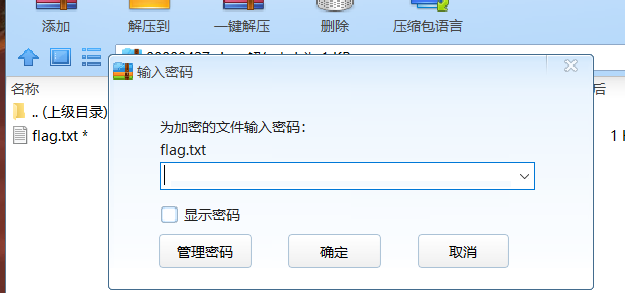 添加
解压到
一键解压
删除
压缩包语言
名称
.. (上级目录)
flag.txt *
输入密码
为加密的文件输入密码：
flag.txt
显示密码
管理密码
确定
取消
后